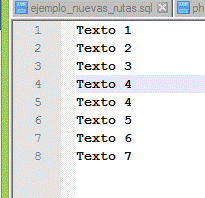 ejemplo_nuevas_rutas.sql ph
1 Texto 1
2 Texto 2
3 Texto 3
4 Texto 4
5 Texto 4
6 Texto 5
7 Texto 6
8 Texto 7